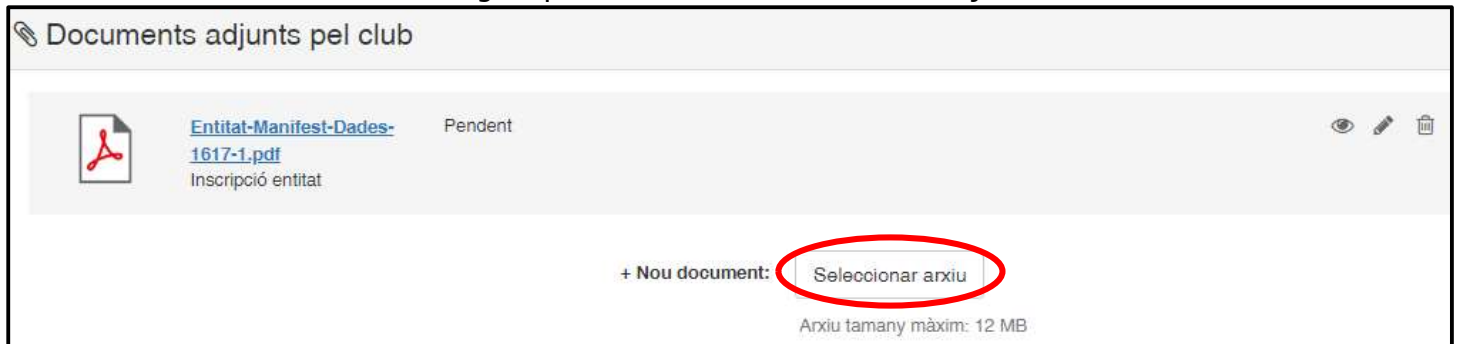 Documents adjunts pel club
Entitat-Manifest-Dades- Pendent
1617-1.pdf
Inscripció entitat
+ Nou document: Seleccionar arxiu
Arxiu tamany màxim: 12 MB